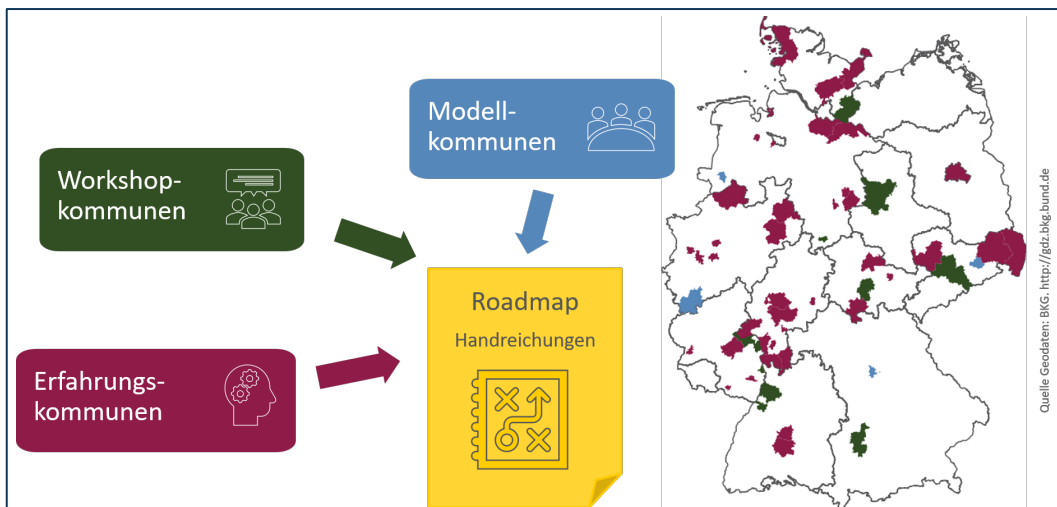 Modell-
kommunen
Workshop-
kommunen
Erfahrungs-
kommunen
Roadmap
Handreichungen
Quelle Geodaten: BKG. http://gdz.bkg.bund.de